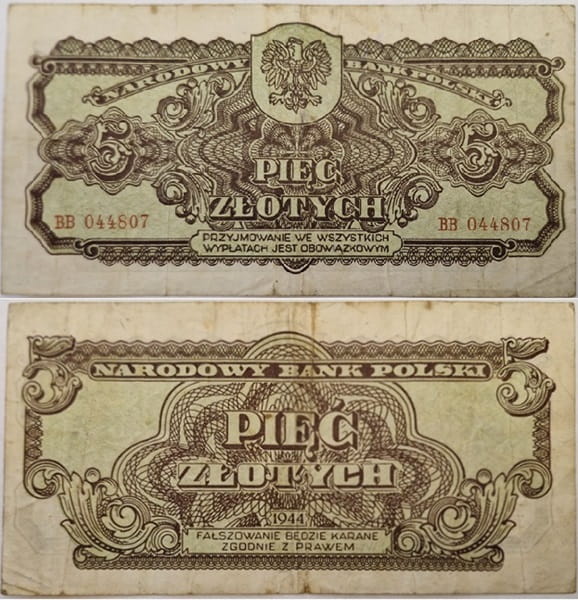 NARODOWY BANK POLSKI
5 5
PIĘC
ZŁOTYCH
BB 044807 BB 044807
PRZYJMOWANIE WE WSZYSTKICH
WYPŁATACH JEST OBOWIĄZKOWYM
5 5
NARODOWY BANK POLSKI
PIĘĆ
ZŁOTYCH
1944
FAŁSZOWANIE BĘDZIE KARANE
ZGODNIE Z PRAWEM